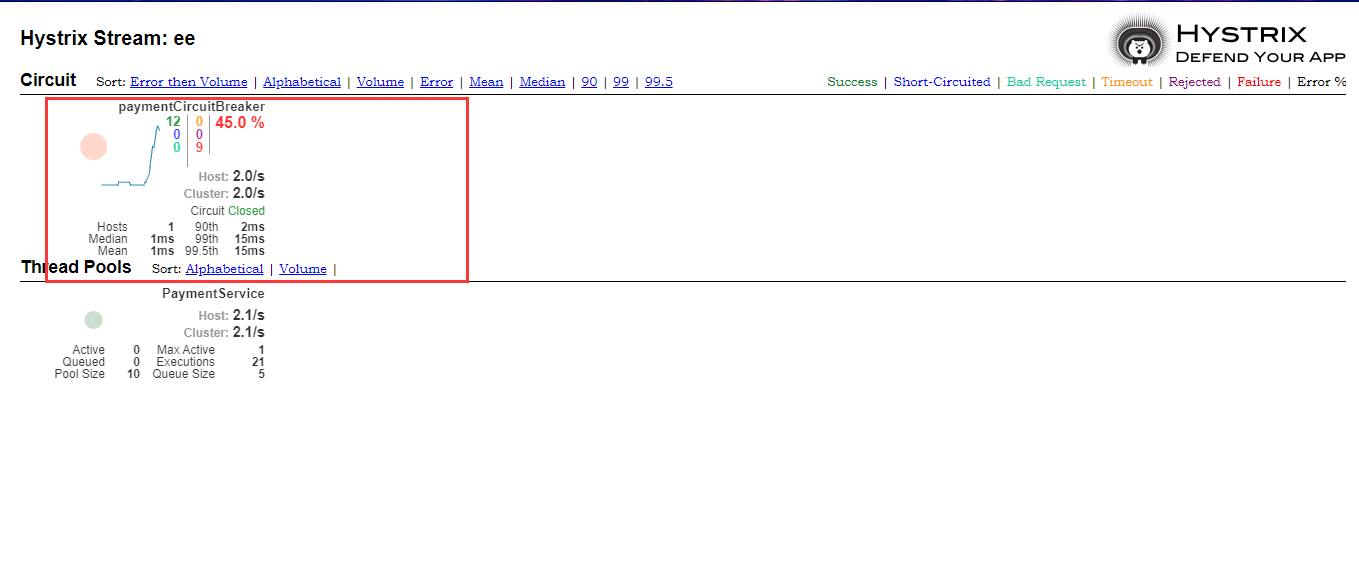 Hystrix Stream: ee
HYSTRIX
DEFEND YOUR APP
Circuit Sort: Error then Volume | Alphabetical | Volume | Error | Mean | Median | 90 | 99 | 99.5
Success | Short-Circuited | Bad Request | Timeout | Rejected | Failure | Error %
paymentCircuitBreaker
12 0 45.0 %
0 0
0 9
Host: 2.0/s
Cluster: 2.0/s
Circuit Closed
Hosts 1 90th 2ms
Median 1ms 99th 15ms
Mean 1ms 99.5th 15ms
Thread Pools Sort: Alphabetical | Volume |
PaymentService
Host: 2.1/s
Cluster: 2.1/s
Active 0 Max Active 1
Queued 0 Executions 21
Pool Size 10 Queue Size 5